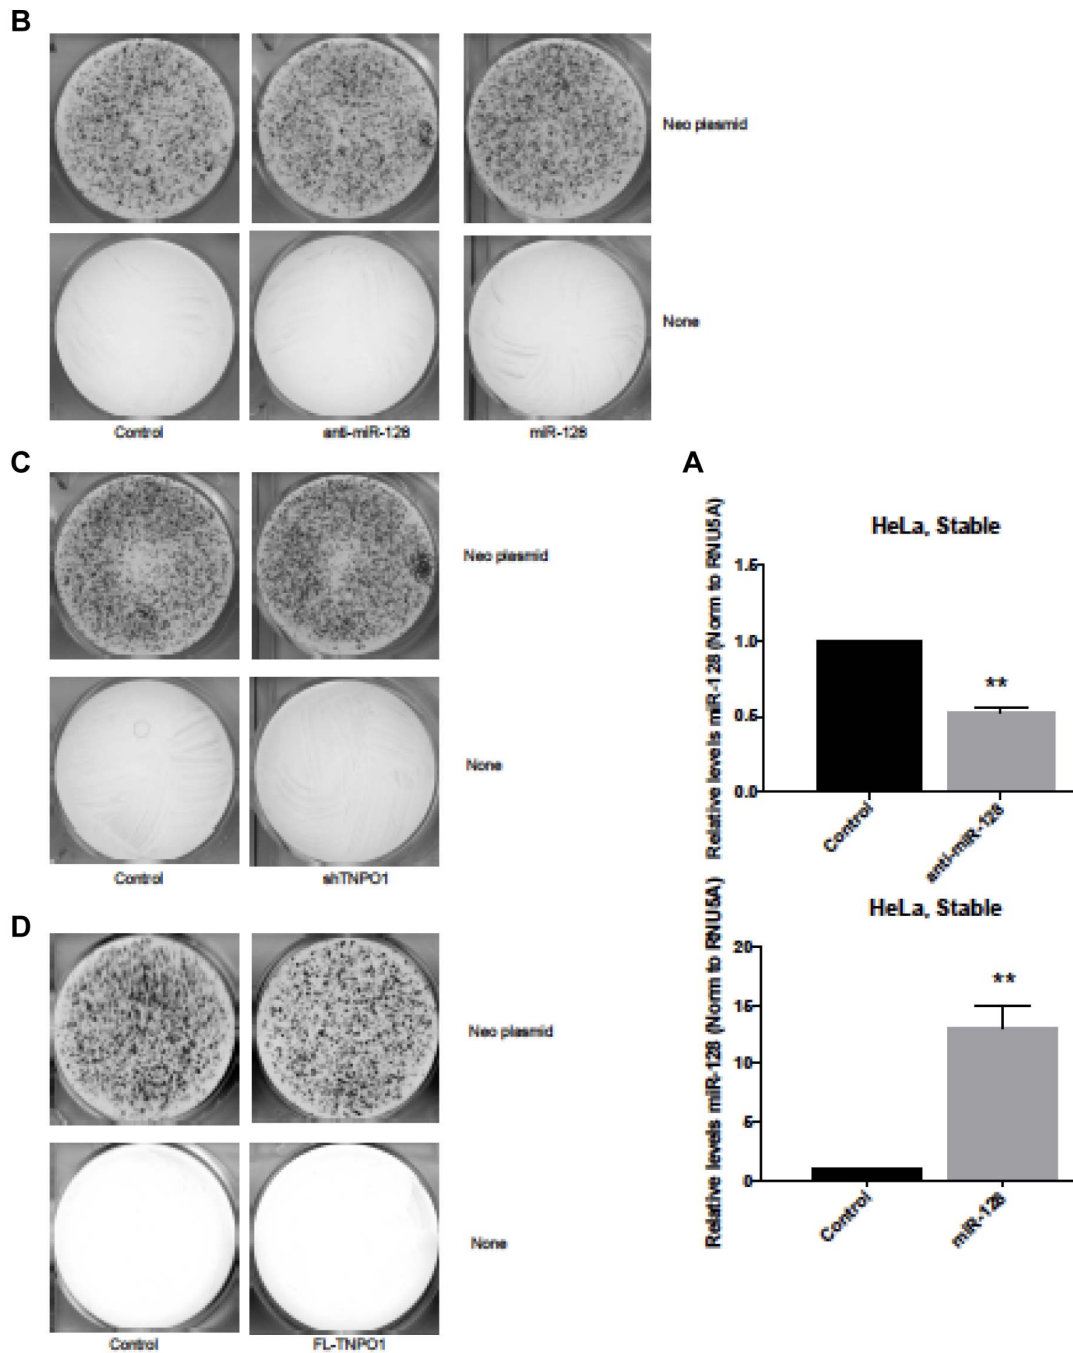 B
Neo plasmid
None
Control anti-miR-128 miR-128
C
Neo plasmid
None
Control shTNPO1
D
Neo plasmid
None
Control FL-TNPO1
A
HeLa, Stable
Relative levels miR-128 (Norm to RNU5A)
1.5
1.0
**
0.5
0.0
Control
anti-miR-128
HeLa, Stable
Relative levels miR-128 (Norm to RNU5A)
20
**
15
10
5
0
Control
miR-128